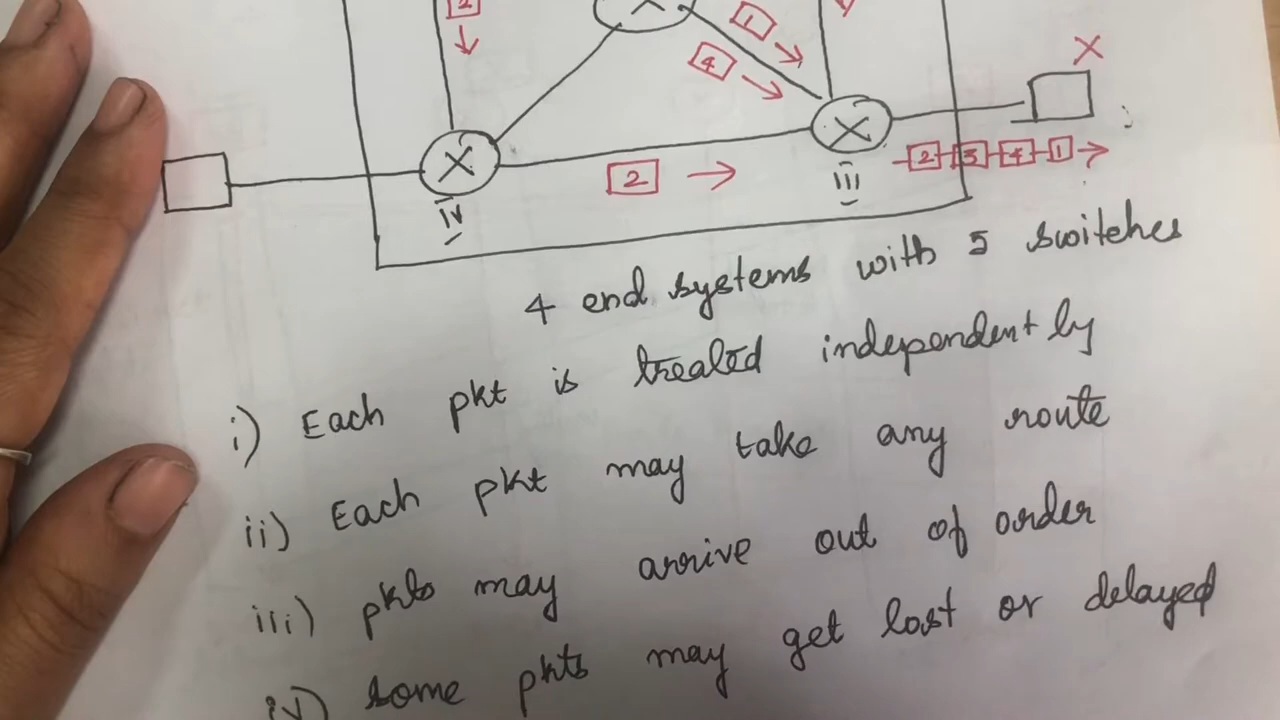 2
1
4
X
X
X
X
2
2 3 4 1
iv
iii
4 end systems with 5 switches
i) Each pkt is treated independently
ii) Each pkt may take any route
iii) pkts may arrive out of order
iv) some pkts may get lost or delayed